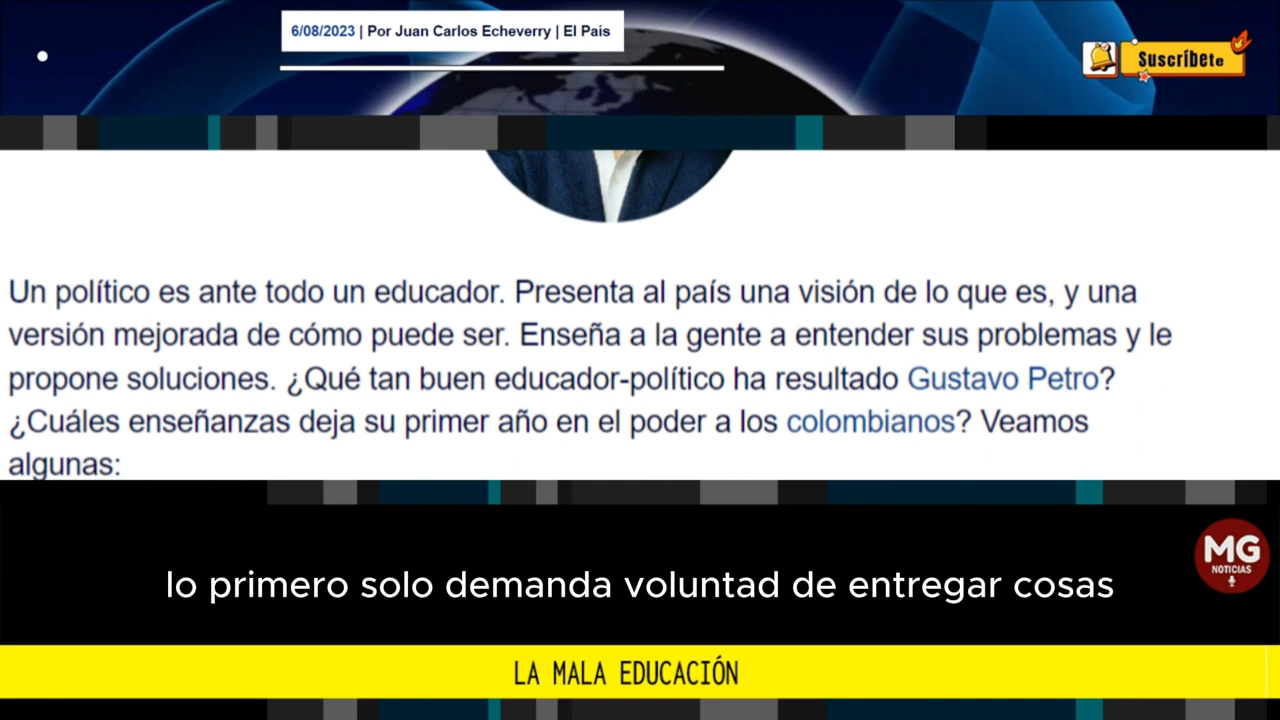 6/08/2023 | Por Juan Carlos Echeverry | El País
Suscríbete
Un político es ante todo un educador. Presenta al país una visión de lo que es, y una
versión mejorada de cómo puede ser. Enseña a la gente a entender sus problemas y le
propone soluciones. ¿Qué tan buen educador-político ha resultado Gustavo Petro?
¿Cuáles enseñanzas deja su primer año en el poder a los colombianos? Veamos
algunas:
MG
NOTICIAS
lo primero solo demanda voluntad de entregar cosas
LA MALA EDUCACIÓN